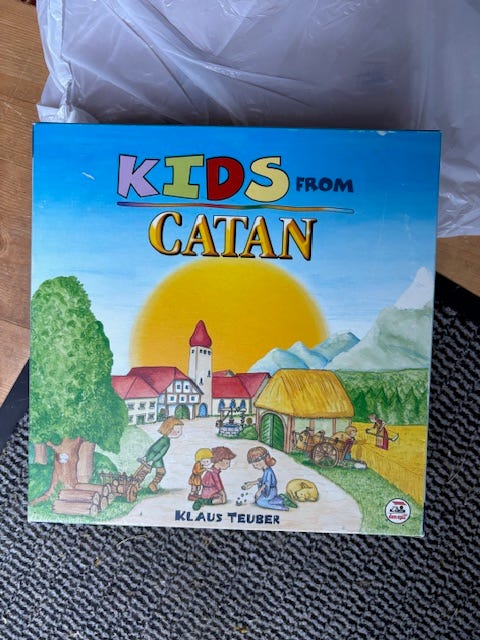 KIDS FROM
CATAN
KLAUS TEUBER